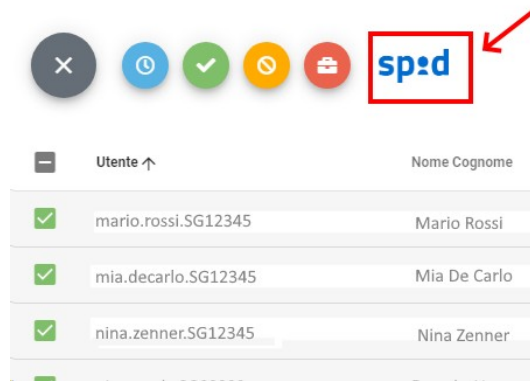 spid
Utente Nome Cognome
mario.rossi.SG12345 Mario Rossi
mia.decarlo.SG12345 Mia De Carlo
nina.zenner.SG12345 Nina Zenner